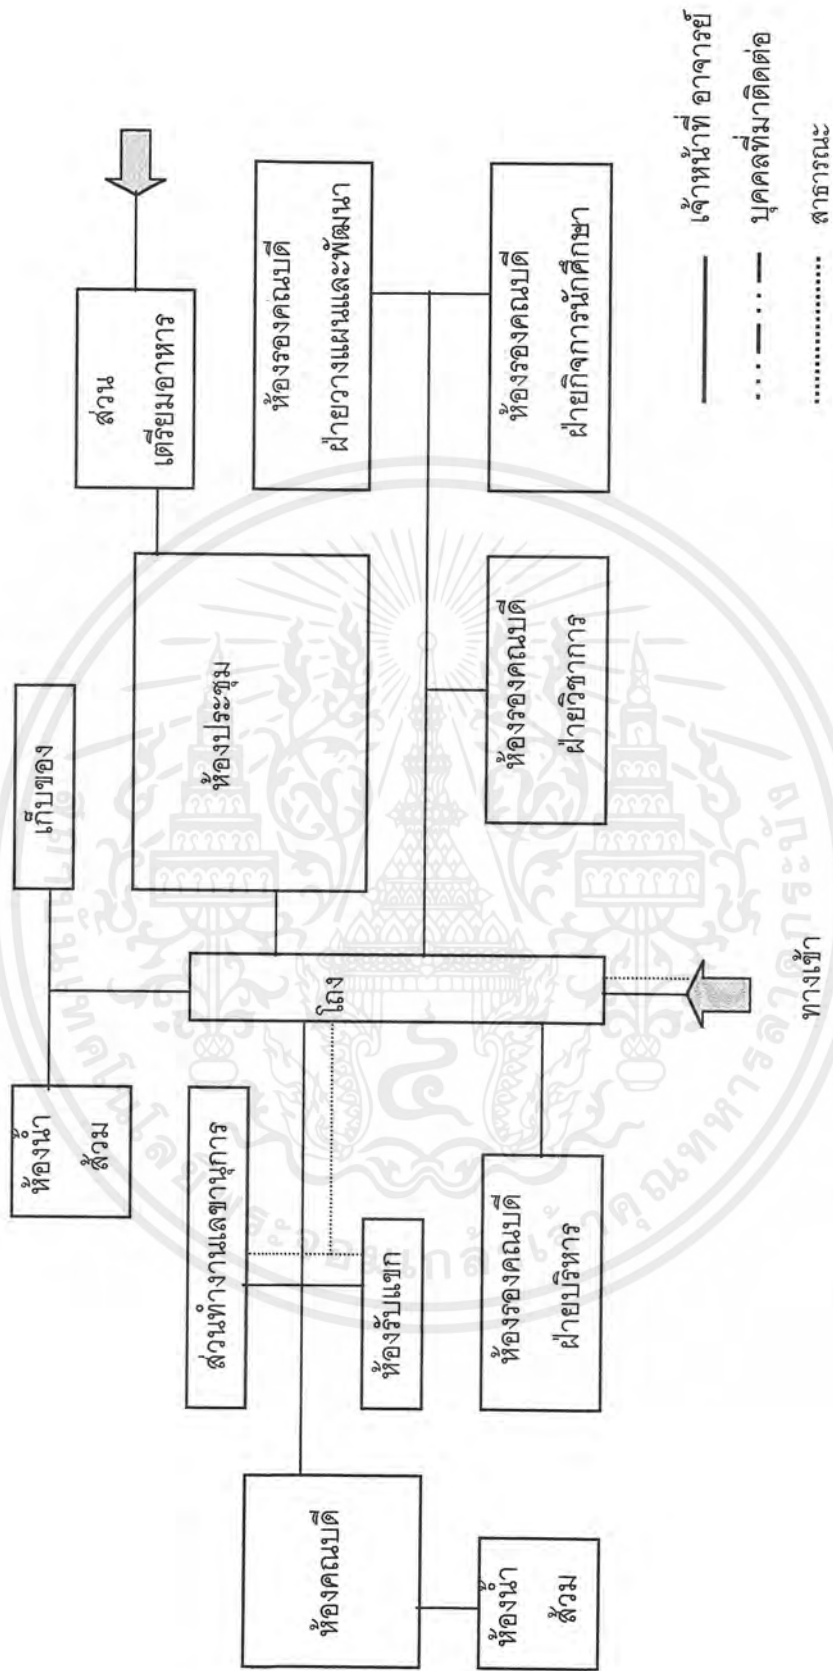 เก็บของ
ห้องน้ำ
ส้วม
ส่วน
เตรียมอาหาร
ห้องประชุม
ส่วนทำงานเลขานุการ
โถง
ห้องรองคณบดี
ฝ่ายวางแผนและพัฒนา
ห้องคณบดี
ห้องรับแขก
ห้องน้ำ
ส้วม
ห้องรองคณบดี
ฝ่ายบริหาร
ห้องรองคณบดี
ฝ่ายวิชาการ
ห้องรองคณบดี
ฝ่ายกิจการนักศึกษา
ทางเข้า
เจ้าหน้าที่ อาจารย์
บุคคลที่มาติดต่อ
สาธารณะ